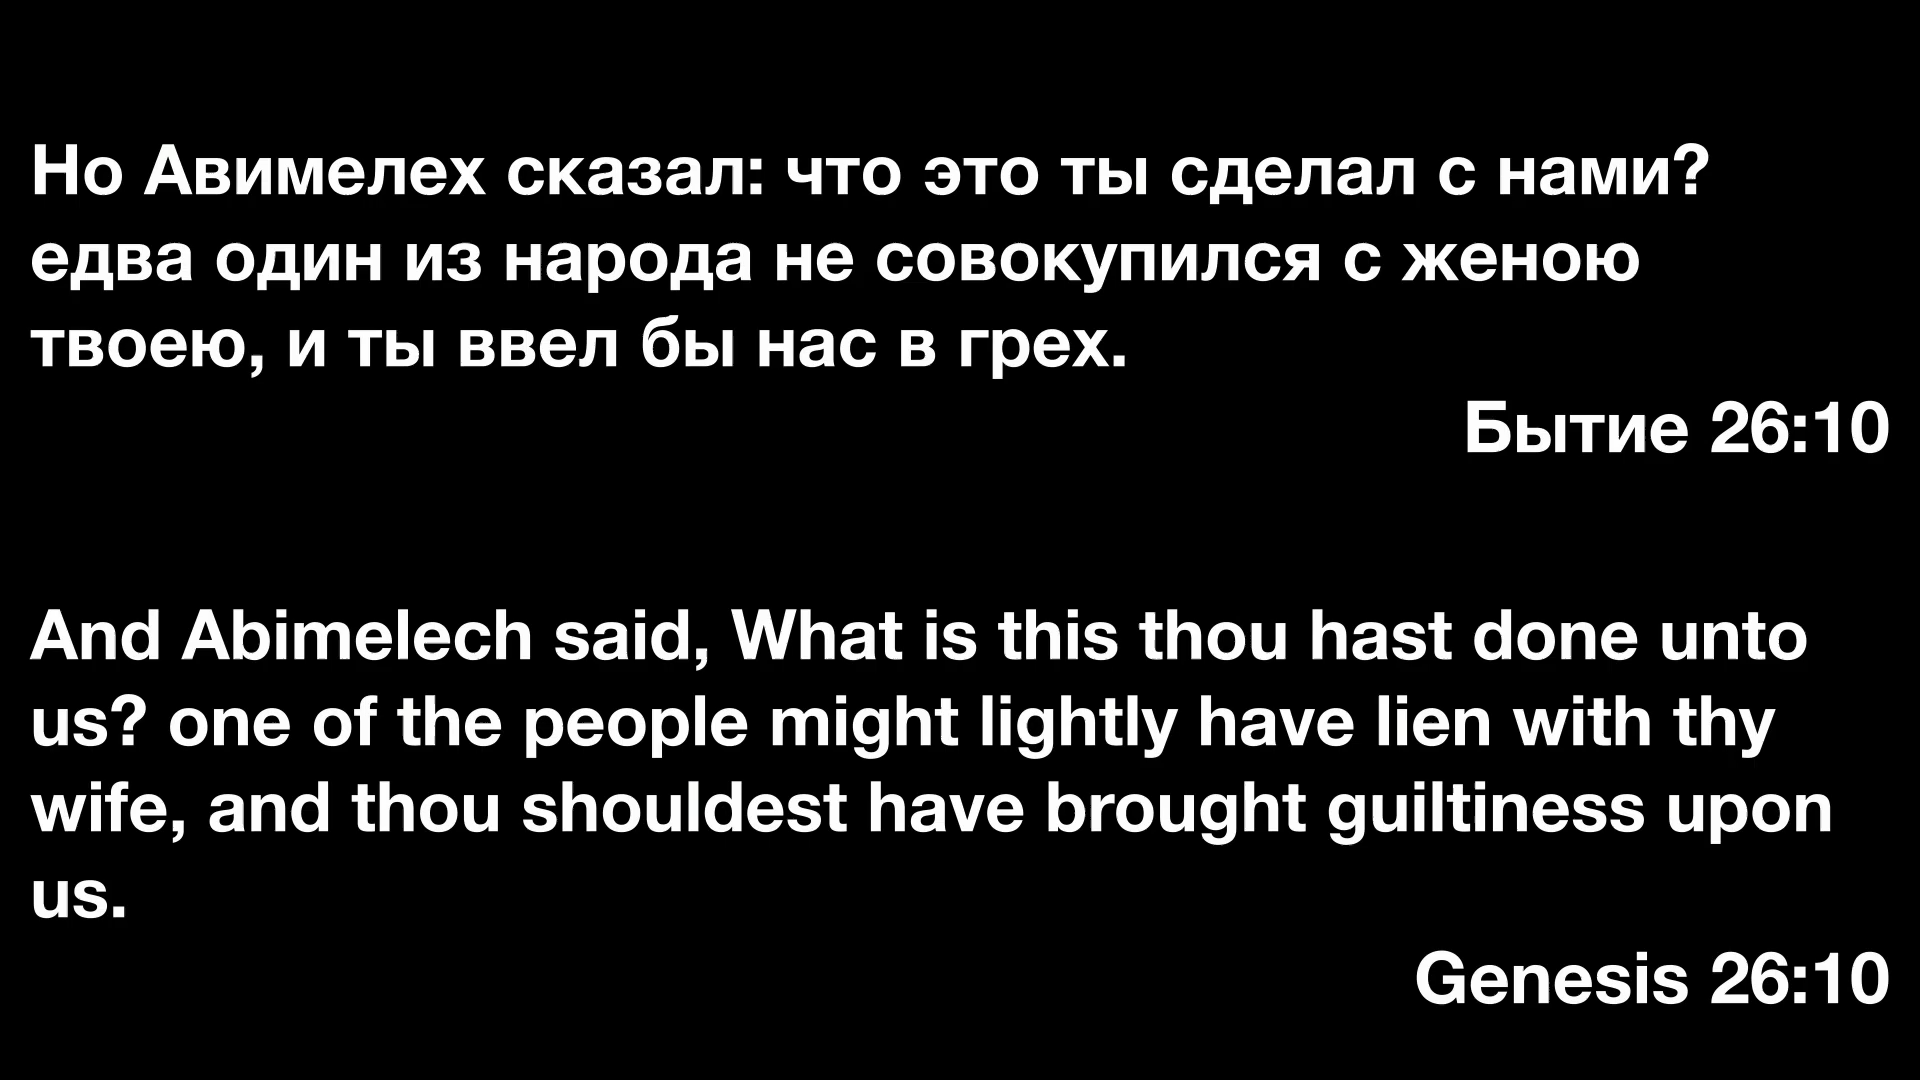 Но Авимелех сказал: что это ты сделал с нами?
едва один из народа не совокупился с женою
твоею, и ты ввел бы нас в грех.
Бытие 26:10
And Abimelech said, What is this thou hast done unto
us? one of the people might lightly have lien with thy
wife, and thou shouldest have brought guiltiness upon
us.
Genesis 26:10